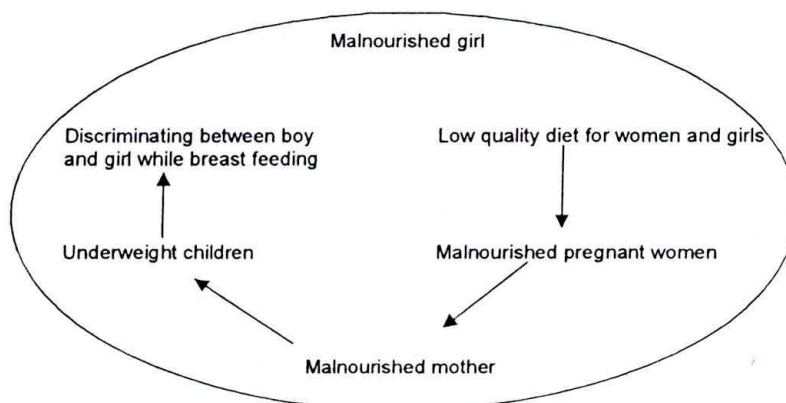 Malnourished girl
Discriminating between boy
and girl while breast feeding
Low quality diet for women and girls
Underweight children
Malnourished pregnant women
Malnourished mother